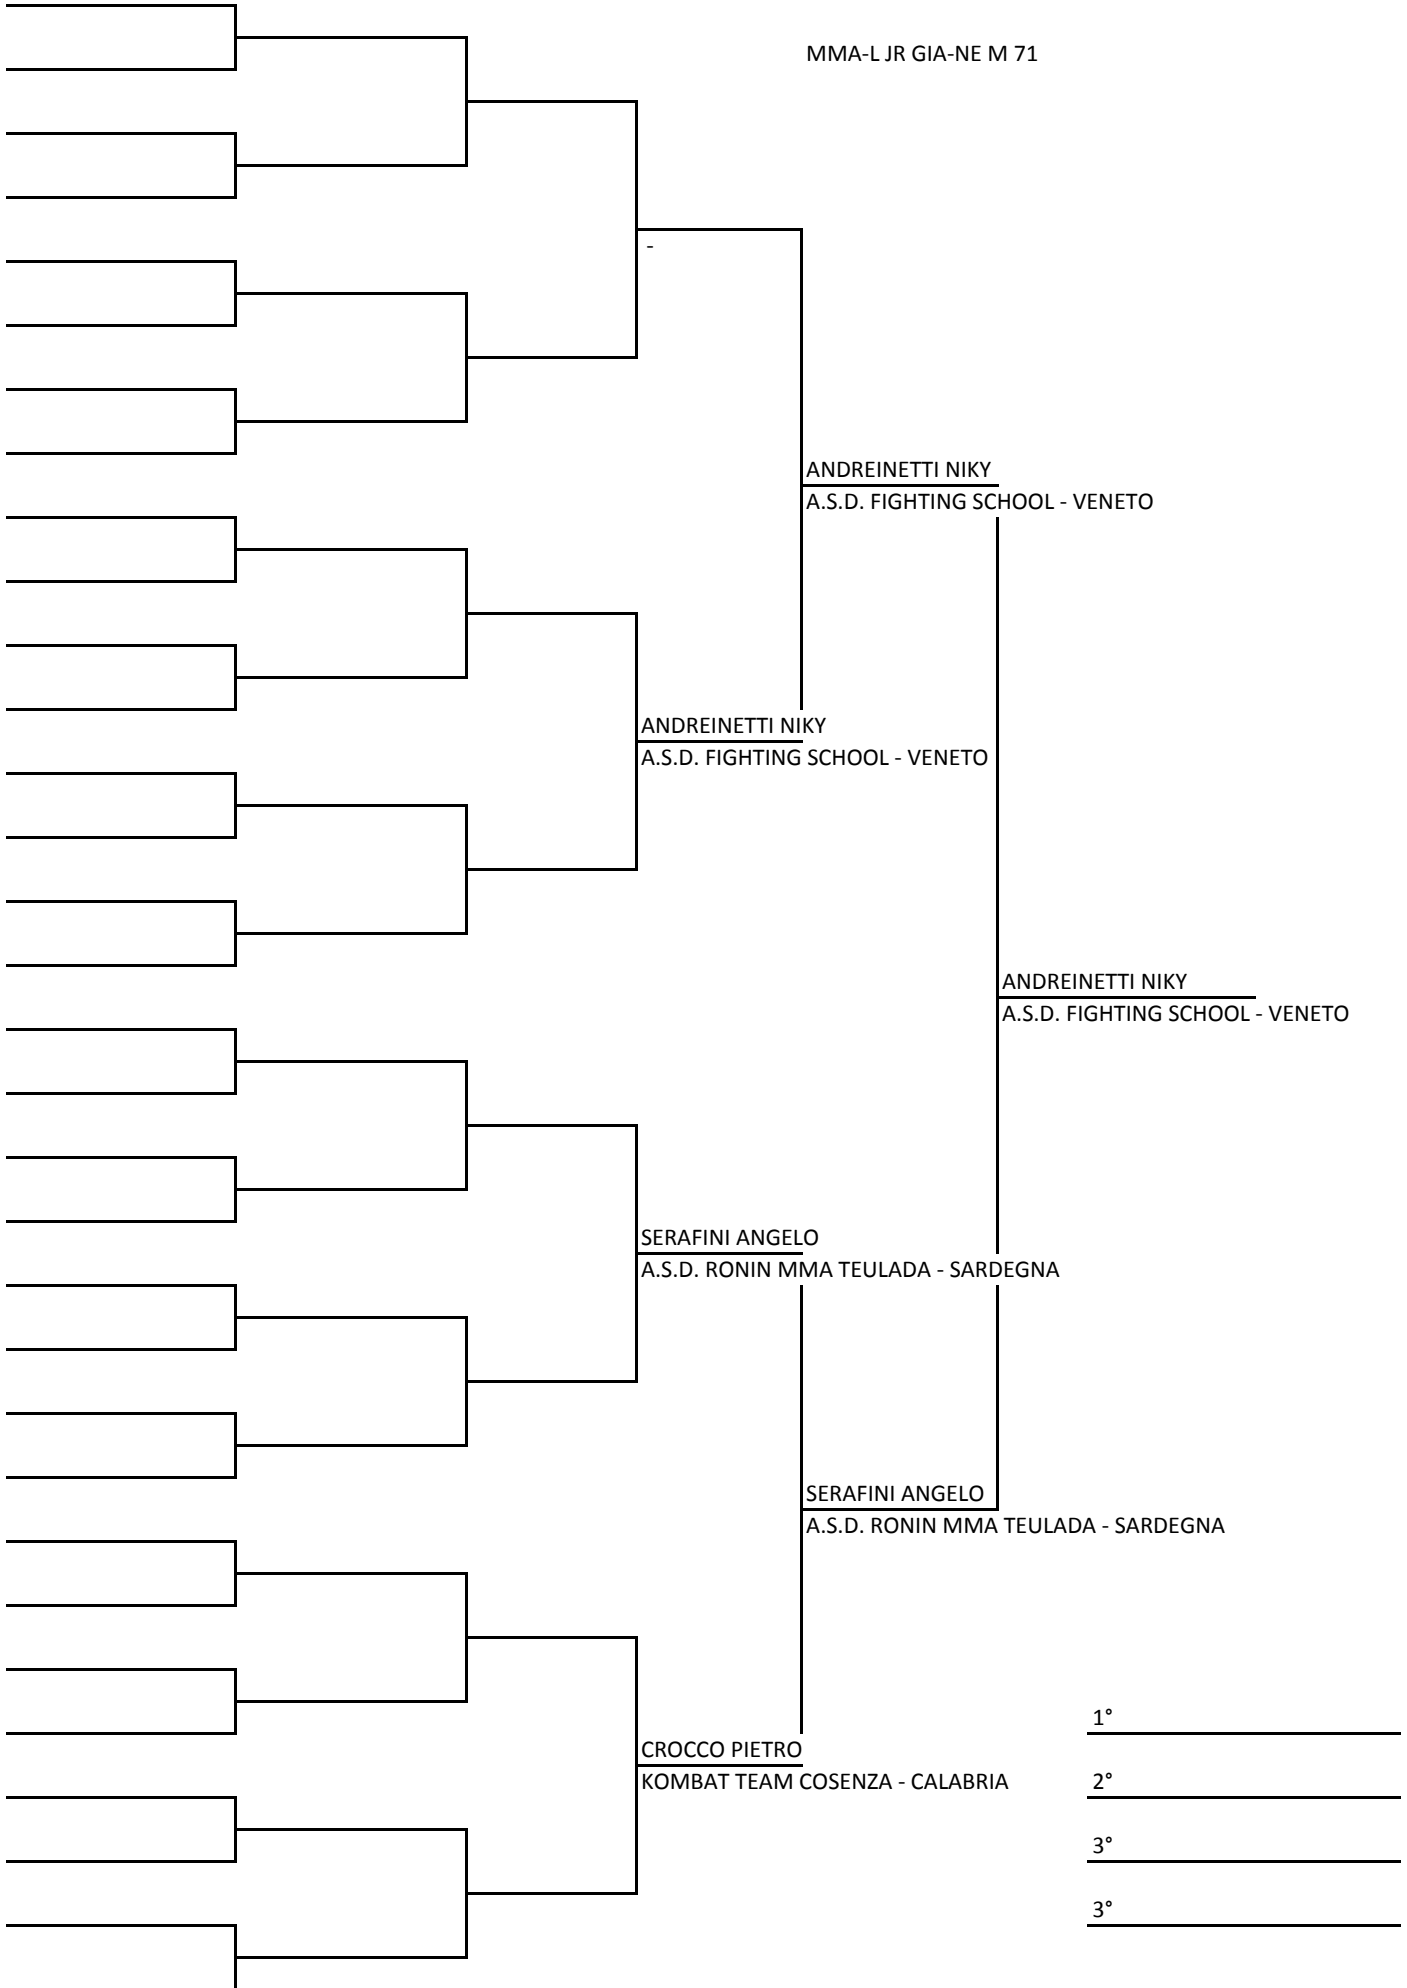 MMA-L JR GIA-NE M 71
-
ANDREINETTI NIKY
A.S.D. FIGHTING SCHOOL - VENETO
ANDREINETTI NIKY
A.S.D. FIGHTING SCHOOL - VENETO
ANDREINETTI NIKY
A.S.D. FIGHTING SCHOOL - VENETO
SERAFINI ANGELO
A.S.D. RONIN MMA TEULADA - SARDEGNA
SERAFINI ANGELO
A.S.D. RONIN MMA TEULADA - SARDEGNA
1°
CROCCO PIETRO
KOMBAT TEAM COSENZA - CALABRIA
2°
3°
3°